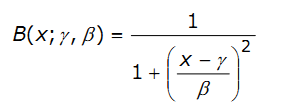 B(x; γ, β) = 1 / (1 + ((x − γ) / β)²)